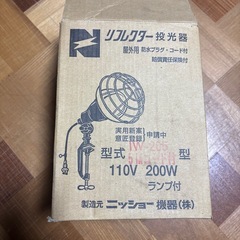 リフレクター投光器
屋外用 防水プラグ・コード付
賠償責任保険付
実用新案
意匠登録 申請中
型式 型
110V 200W
ランプ付
製造元 ニッショー機器(株)